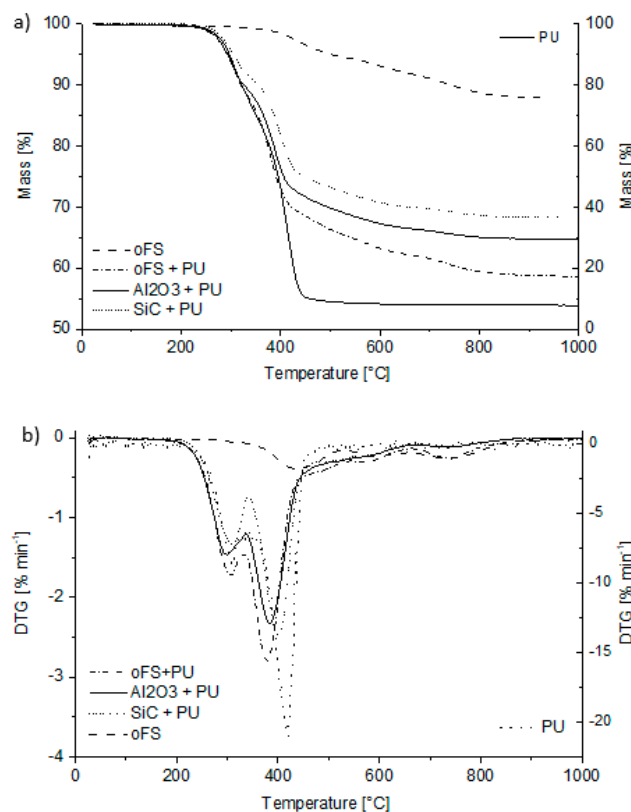 a)
100
90
80
70
60
50
Mass [%]
100
80
60
40
20
0
Mass [%]
PU
oFS
oFS + PU
Al2O3 + PU
SiC + PU
0 200 400 600 800 1000
Temperature [°C]
b)
0
-1
-2
-3
-4
DTG [% min⁻¹]
0
-5
-10
-15
-20
DTG [% min⁻¹]
oFS+PU
Al2O3 + PU
SiC + PU
oFS
PU
0 200 400 600 800 1000
Temperature [°C]